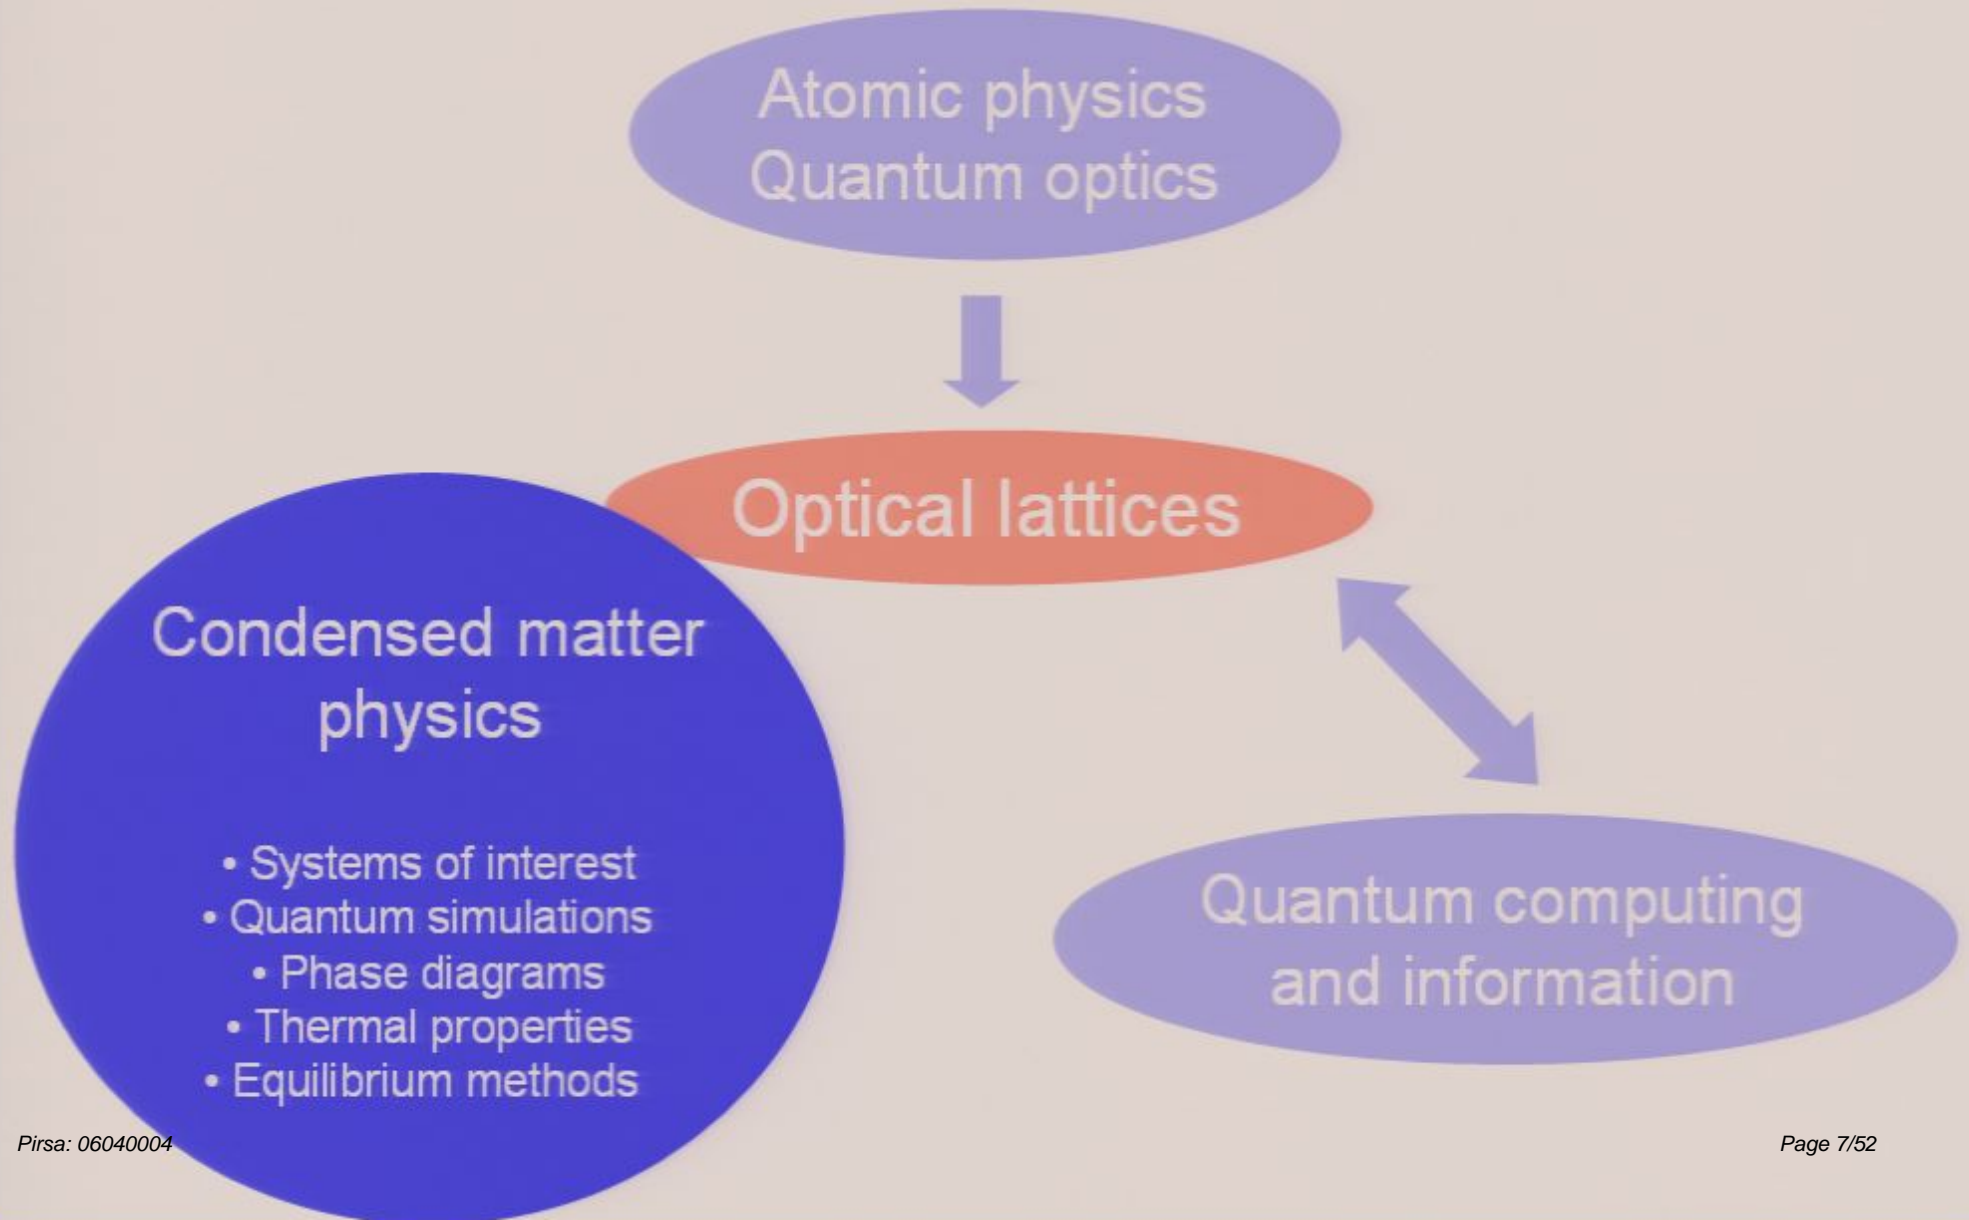 Atomic physics
Quantum optics
Optical lattices
Condensed matter
physics
• Systems of interest
• Quantum simulations
• Phase diagrams
• Thermal properties
• Equilibrium methods
Quantum computing
and information
Pirsa: 06040004
Page 7/52